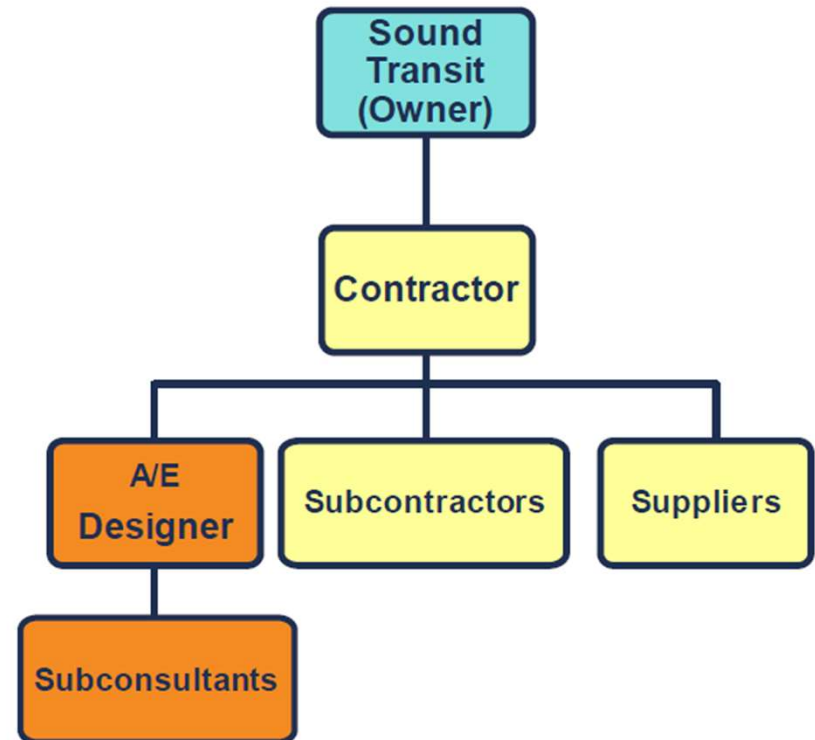 Sound
Transit
(Owner)
Contractor
A/E
Designer
Subcontractors
Suppliers
Subconsultants